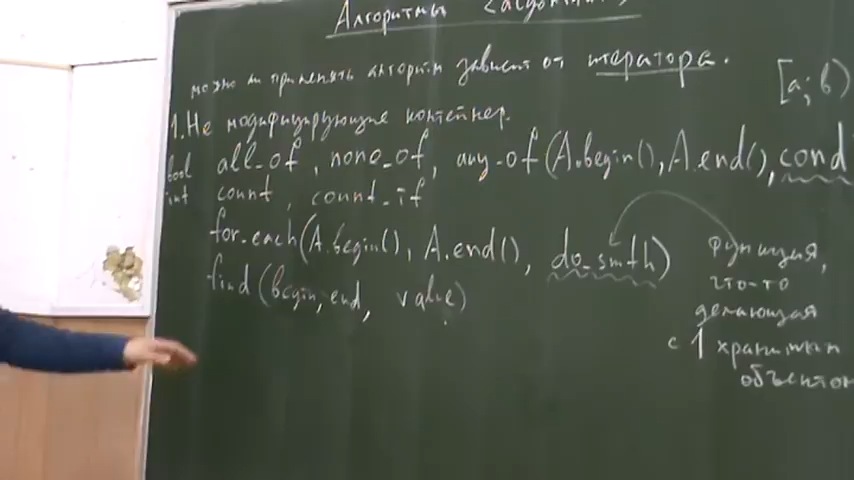 Алгоритмы <algorithm>
можно ли применять алгоритм зависит от итератора.
[a; b)
1. Не модифицирующие контейнер.
bool all_of, none_of, any_of(A.begin(), A.end(), cond
int count, count_if
for_each(A.begin(), A.end(), do_smth)
find(begin, end, value)
функция,
что-то
делающая
с 1 хранимым
объектом